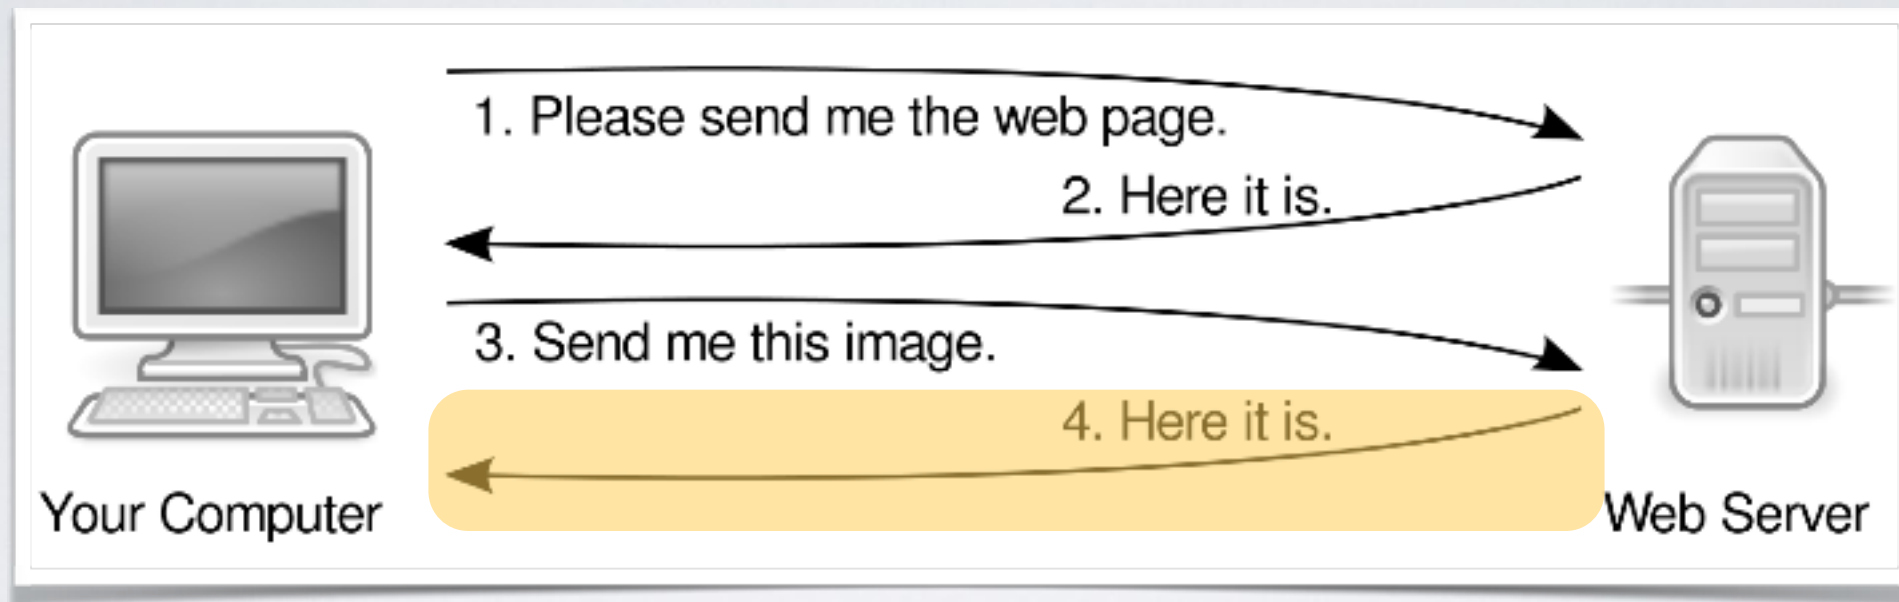 1. Please send me the web page.
2. Here it is.
3. Send me this image.
4. Here it is.
Your Computer
Web Server